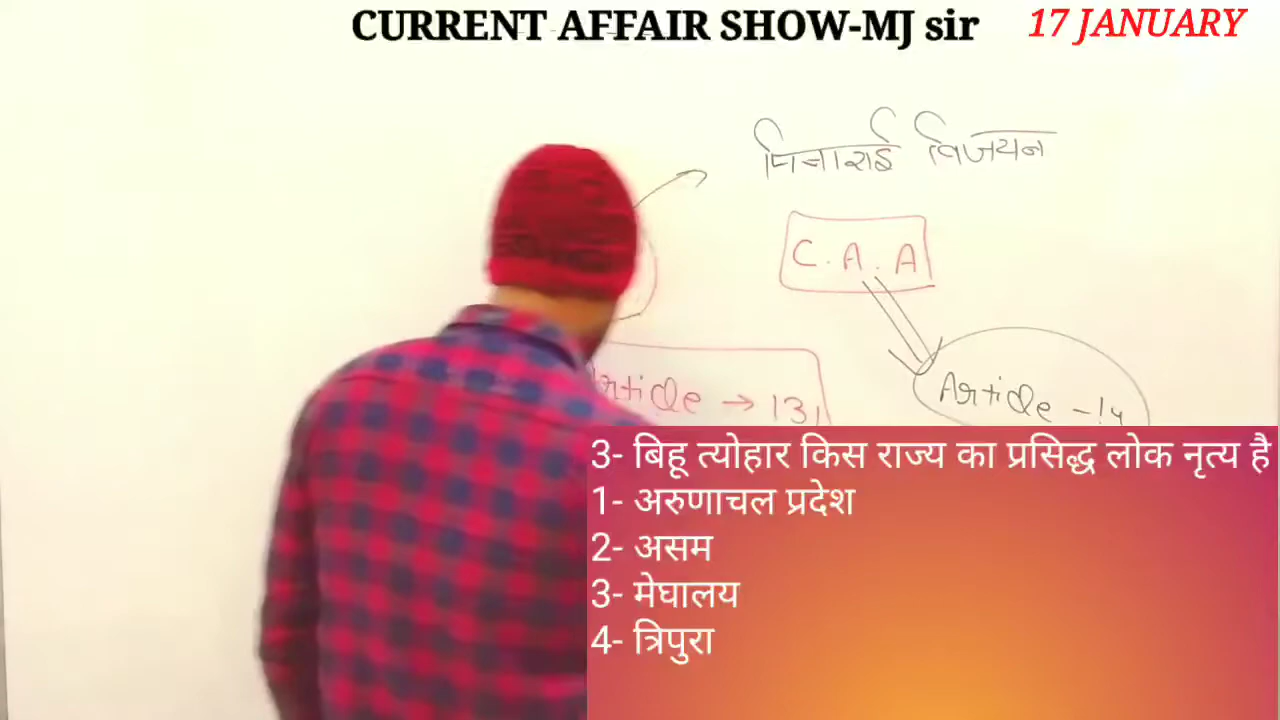 CURRENT AFFAIR SHOW-MJ sir
17 JANUARY
पिनाराई विजयन
C.A.A
Article → 131
Article -14
3- बिहू त्योहार किस राज्य का प्रसिद्ध लोक नृत्य है
1- अरुणाचल प्रदेश
2- असम
3- मेघालय
4- त्रिपुरा